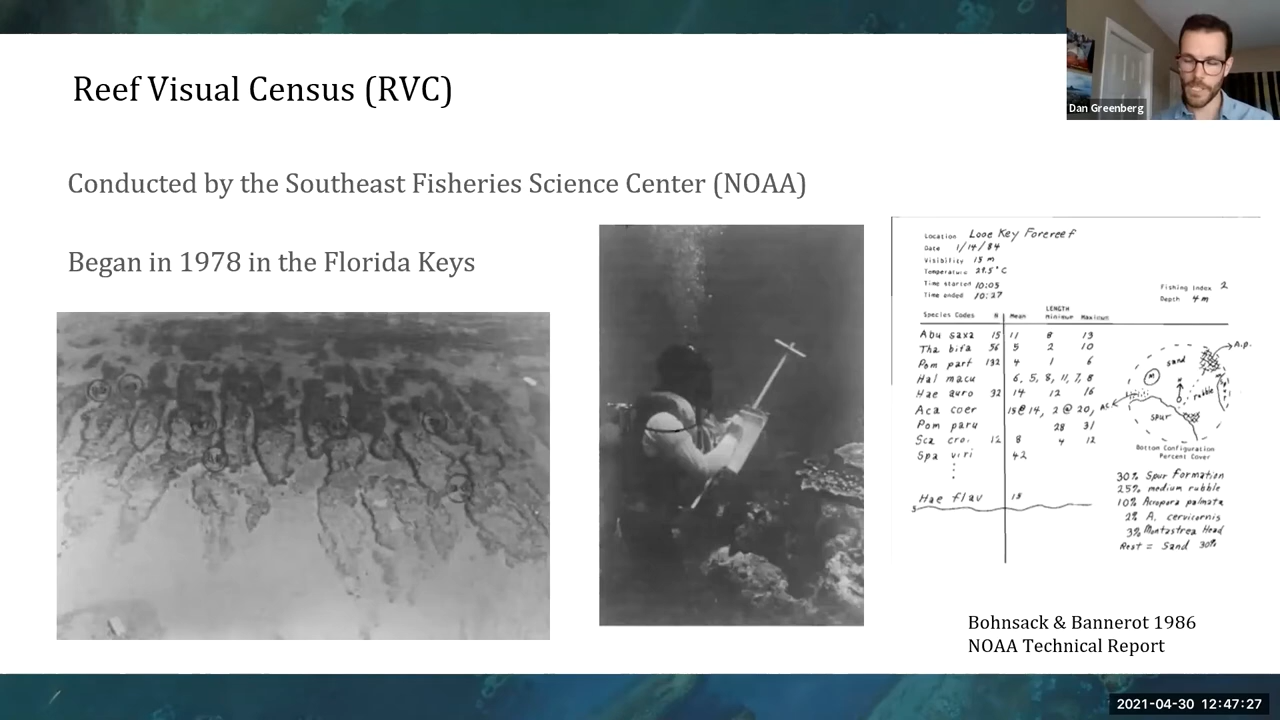 Reef Visual Census (RVC)
Dan Greenberg
Conducted by the Southeast Fisheries Science Center (NOAA)
Began in 1978 in the Florida Keys
Location Looe Key Forereef
Date 1/14/84
Visibility 15 m
Temperature 29.5°C
Time started 10:05
Time ended 10:27
Fishing Index 2
Depth 4 m
LENGTH
Species Codes N Mean Minimum Maximum
Abu saxa 15 11 8 13
Tha bifa 56 5 2 10
Pom part 132 4 1 6
Hal macu 6, 5, 8, 11, 7, 8
Hae auro 32 14 12 16
Aca coer 15@14, 2@20,
Pom paru 28 31
Sca cro. 12 8 4 12
Spa viri 42
Hae flav 15
A.p.
sand
M
N
rubble
Ac
spur
Bottom Configuration
Percent Cover
30% Spur Formation
25% medium rubble
10% Acropora palmata
2% A. cervicornis
3% Montastrea Head
Rest = Sand 30%
Bohnsack & Bannerot 1986
NOAA Technical Report
2021-04-30 12:47:27